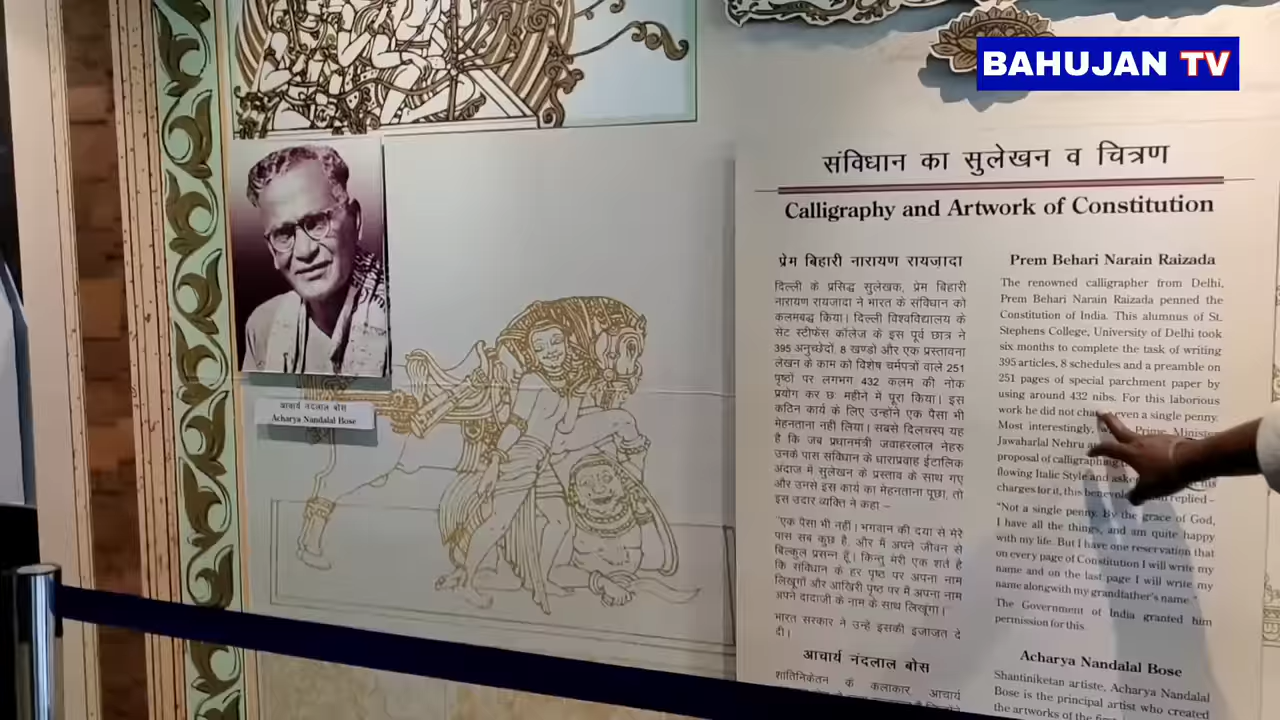 BAHUJAN TV
संविधान का सुलेखन व चित्रण
Calligraphy and Artwork of Constitution
प्रेम बिहारी नारायण रायजादा
दिल्ली के प्रसिद्ध सुलेखक, प्रेम बिहारी
नारायण रायजादा ने भारत के संविधान को
कलमबद्ध किया। दिल्ली विश्वविद्यालय के
सेंट स्टीफेंस कॉलेज के इस पूर्व छात्र ने
395 अनुच्छेदों, 8 खण्डों और एक प्रस्तावना
लेखन के काम को विशेष चर्मपत्रों वाले 251
पृष्ठों पर लगभग 432 कलम की नोक
प्रयोग कर छः महीने में पूरा किया। इस
कठिन कार्य के लिए उन्होंने एक पैसा भी
मेहनताना नहीं लिया। सबसे दिलचस्प यह
है कि जब प्रधानमंत्री जवाहरलाल नेहरु
उनके पास संविधान के धाराप्रवाह ईटालिक
अंदाज में सुलेखन के प्रस्ताव के साथ गए
और उनसे इस कार्य का मेहनताना पूछा, तो
इस उदार व्यक्ति ने कहा –
"एक पैसा भी नहीं। भगवान की दया से मेरे
पास सब कुछ है, और मैं अपने जीवन से
बिल्कुल प्रसन्न हूँ। किन्तु मेरी एक शर्त है
कि संविधान के हर पृष्ठ पर अपना नाम
लिखूंगा और आखिरी पृष्ठ पर मैं अपना नाम
अपने दादाजी के नाम के साथ लिखूंगा।"
भारत सरकार ने उन्हें इसकी इजाजत दे
दी।
आचार्य नंदलाल बोस
शांतिनिकेतन के कलाकार, आचार्य
Prem Behari Narain Raizada
The renowned calligrapher from Delhi,
Prem Behari Narain Raizada penned the
Constitution of India. This alumnus of St.
Stephens College, University of Delhi took
six months to complete the task of writing
395 articles, 8 schedules and a preamble on
251 pages of special parchment paper by
using around 432 nibs. For this laborious
work he did not even a single penny.
Most interestingly, Prime Minister
Jawaharlal Nehru
proposal of calligraphing
flowing Italic Style and his
charges for it, this replied –
"Not a single penny. By the grace of God,
I have all the things, and am quite happy
with my life. But I have one reservation that
on every page of Constitution I will write my
name and on the last page I will write my
name alongwith my grandfather's name."
The Government of India granted him
permission for this
Acharya Nandalal Bose
Shantiniketan artiste, Acharya Nandalal
Bose is the principal artist who created
the artworks of the
आचार्य नंदलाल बोस
Acharya Nandalal Bose